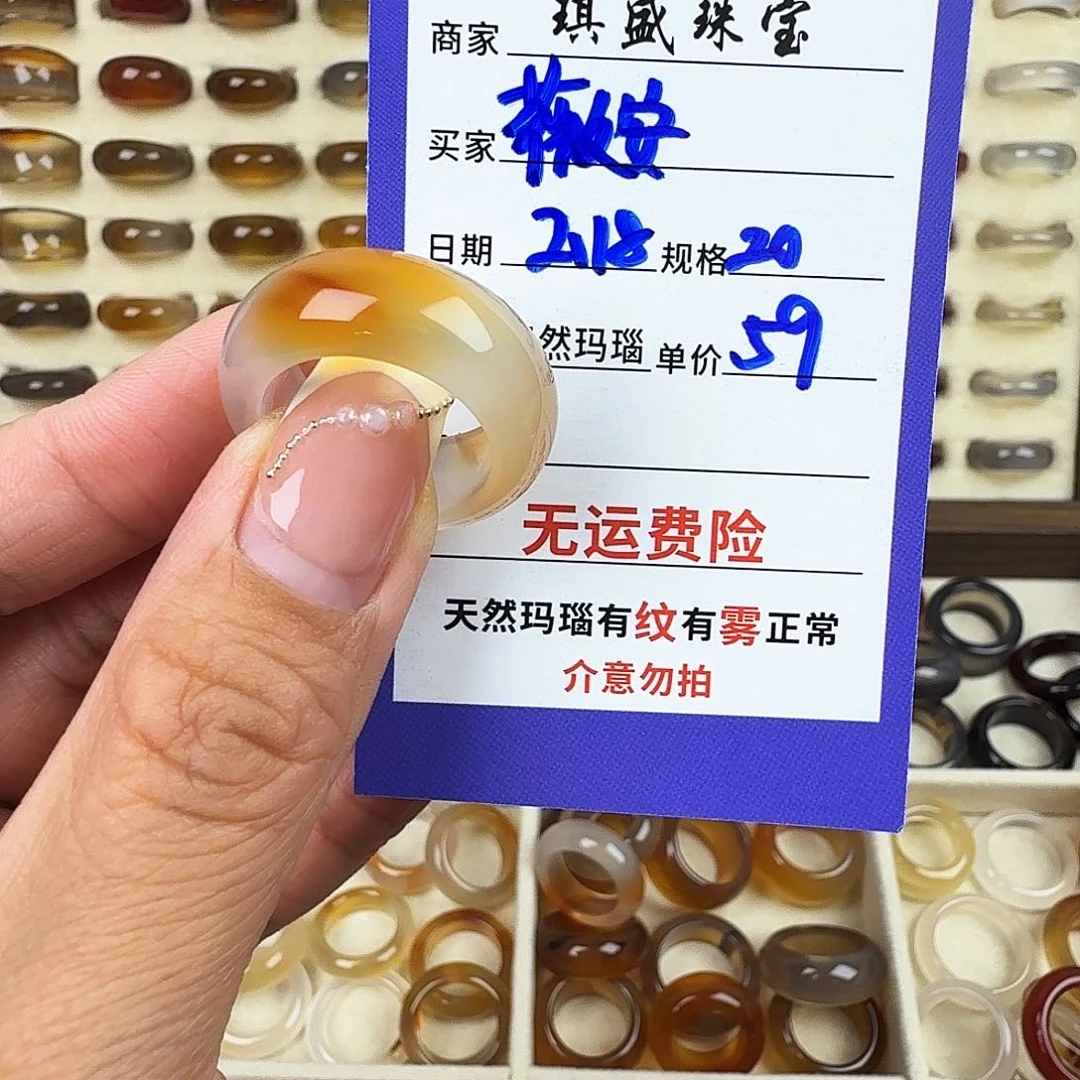 商家 琪盛珠宝
买家 薇安
日期 2.18 规格 20
然玛瑙 单价 59
无运费险
天然玛瑙有纹有雾正常
介意勿拍